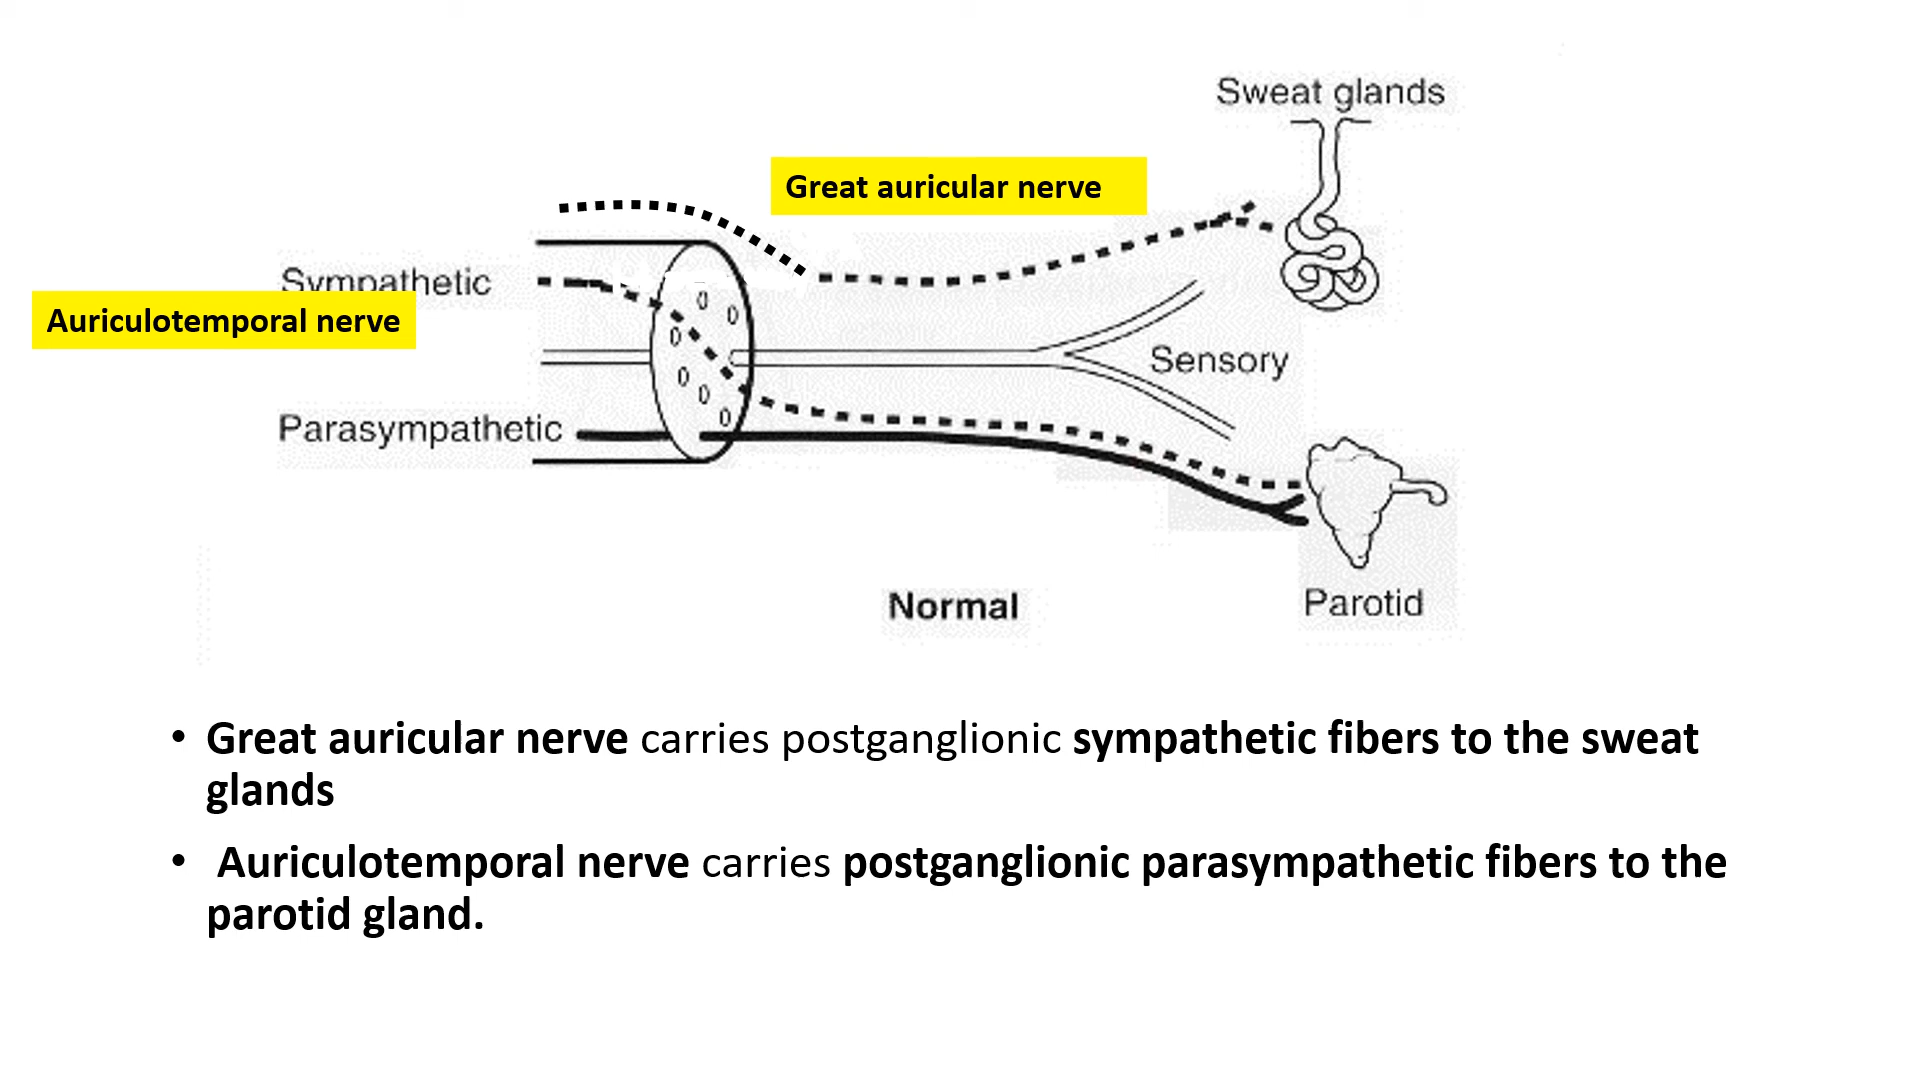 Sweat glands
Great auricular nerve
Sympathetic
Auriculotemporal nerve
Sensory
Parasympathetic
Normal
Parotid
• Great auricular nerve carries postganglionic sympathetic fibers to the sweat
glands
• Auriculotemporal nerve carries postganglionic parasympathetic fibers to the
parotid gland.